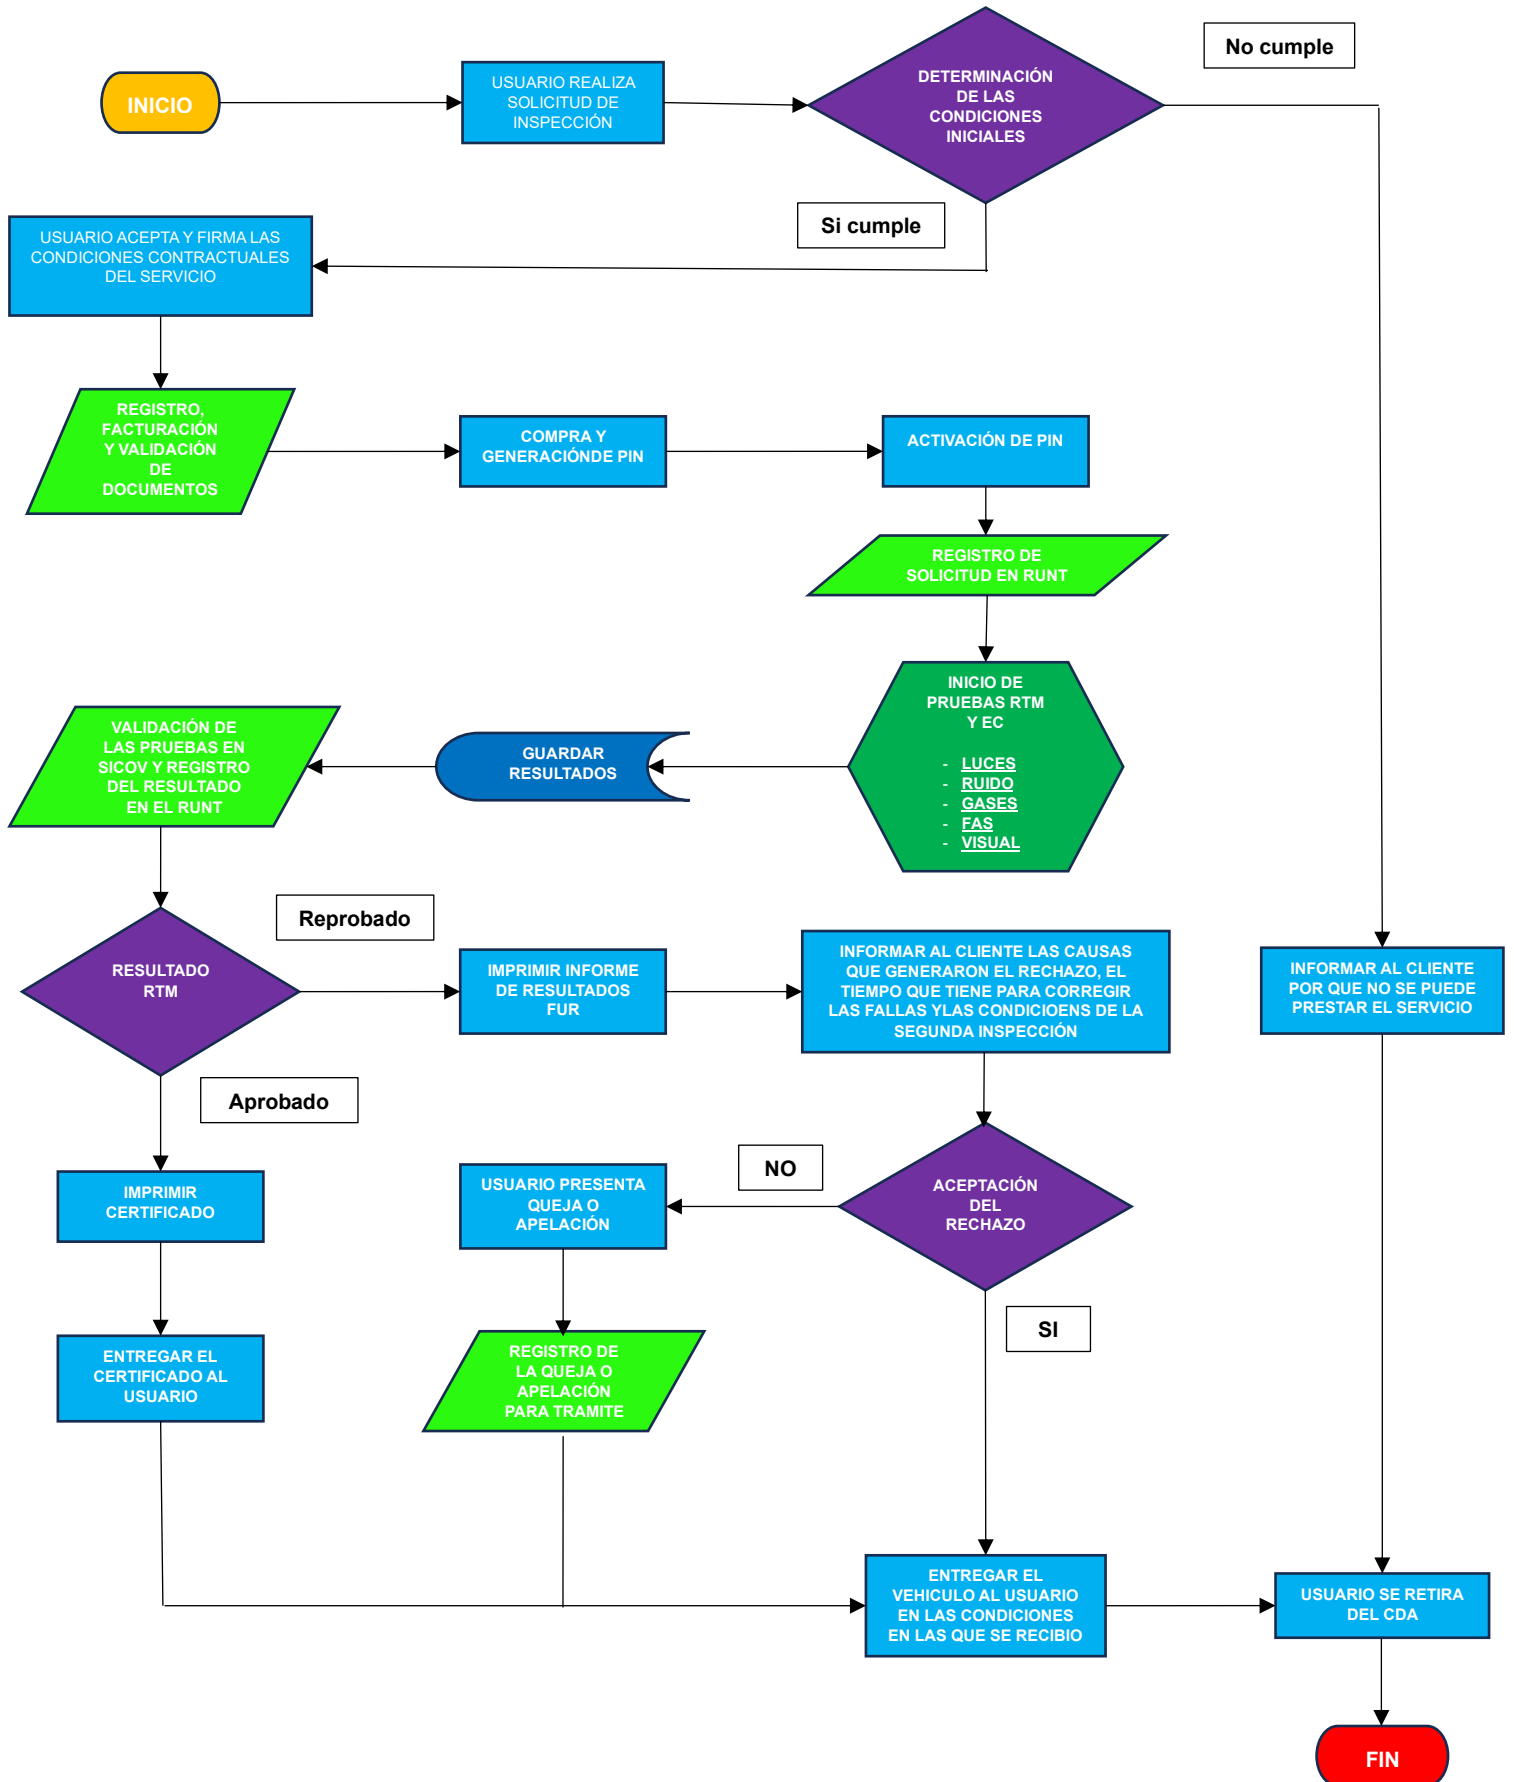 No cumple
INICIO
USUARIO REALIZA
SOLICITUD DE
INSPECCIÓN
DETERMINACIÓN
DE LAS
CONDICIONES
INICIALES
Si cumple
USUARIO ACEPTA Y FIRMA LAS
CONDICIONES CONTRACTUALES
DEL SERVICIO
REGISTRO,
FACTURACIÓN
Y VALIDACIÓN
DE
DOCUMENTOS
COMPRA Y
GENERACIÓNDE PIN
ACTIVACIÓN DE PIN
REGISTRO DE
SOLICITUD EN RUNT
INICIO DE
PRUEBAS RTM
Y EC
- LUCES
- RUIDO
- GASES
- FAS
- VISUAL
GUARDAR
RESULTADOS
VALIDACIÓN DE
LAS PRUEBAS EN
SICOV Y REGISTRO
DEL RESULTADO
EN EL RUNT
Reprobado
RESULTADO
RTM
IMPRIMIR INFORME
DE RESULTADOS
FUR
INFORMAR AL CLIENTE LAS CAUSAS
QUE GENERARON EL RECHAZO, EL
TIEMPO QUE TIENE PARA CORREGIR
LAS FALLAS YLAS CONDICIOENS DE LA
SEGUNDA INSPECCIÓN
INFORMAR AL CLIENTE
POR QUE NO SE PUEDE
PRESTAR EL SERVICIO
Aprobado
IMPRIMIR
CERTIFICADO
USUARIO PRESENTA
QUEJA O
APELACIÓN
NO
ACEPTACIÓN
DEL
RECHAZO
SI
ENTREGAR EL
CERTIFICADO AL
USUARIO
REGISTRO DE
LA QUEJA O
APELACIÓN
PARA TRAMITE
ENTREGAR EL
VEHICULO AL USUARIO
EN LAS CONDICIONES
EN LAS QUE SE RECIBIO
USUARIO SE RETIRA
DEL CDA
FIN